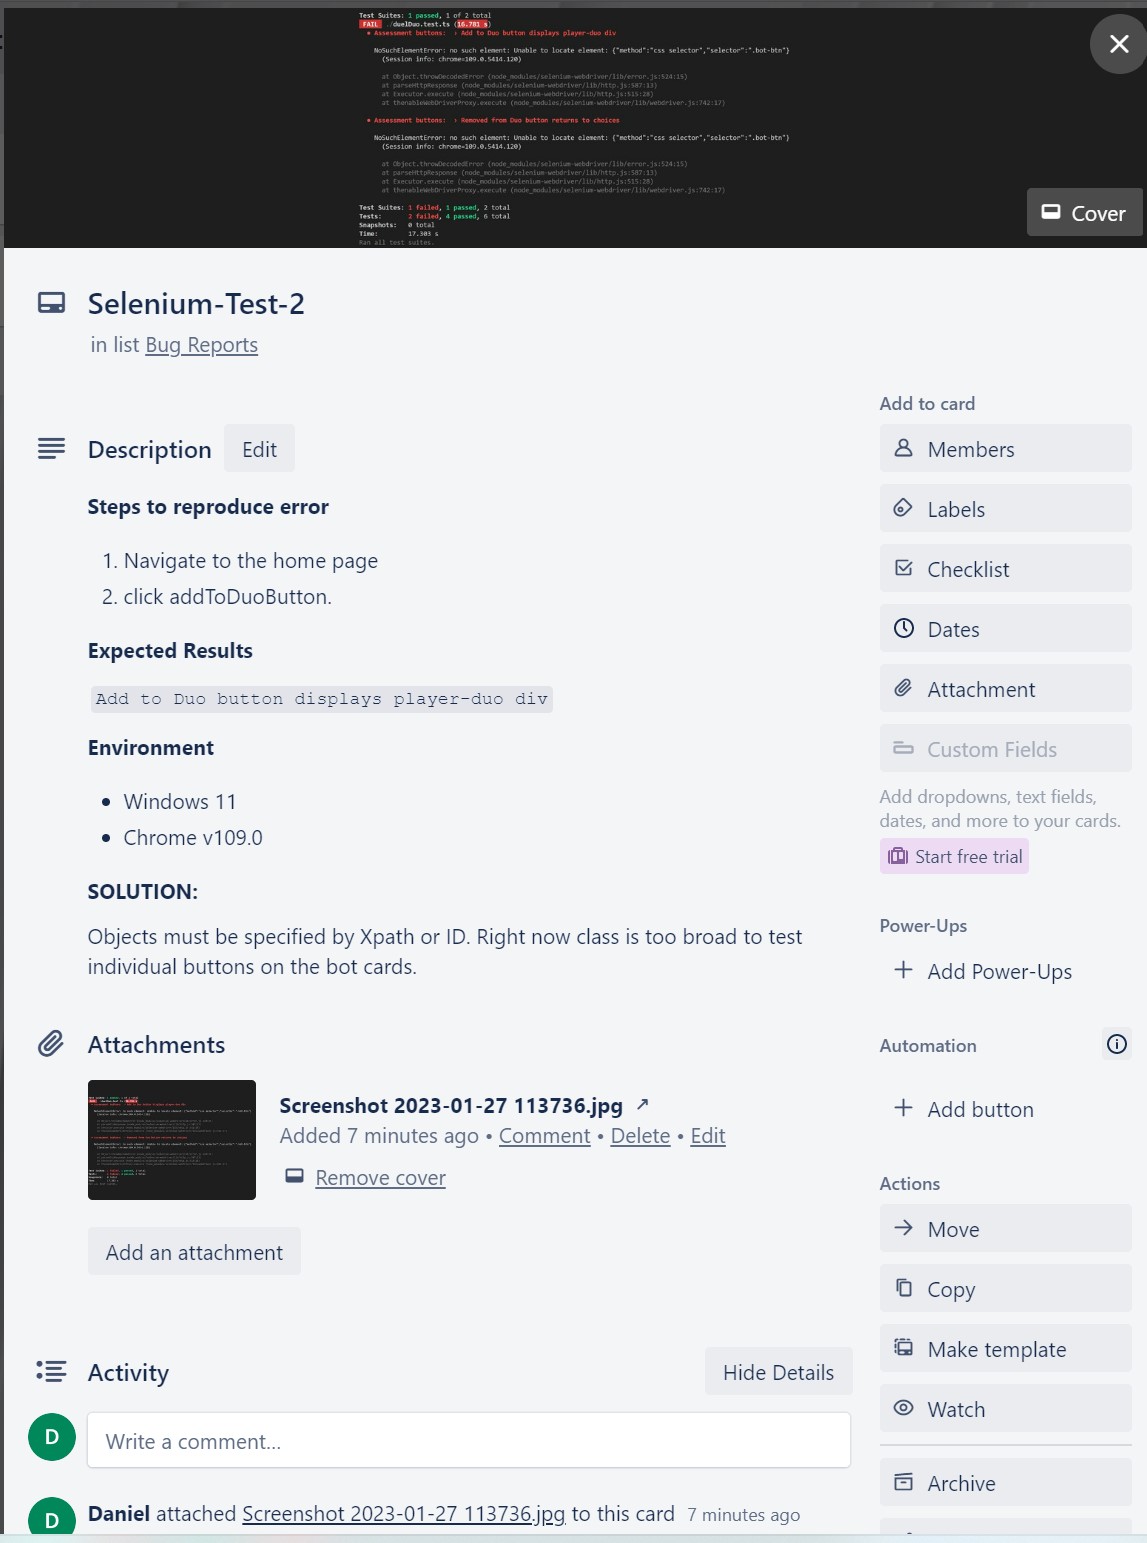 Test Suites: 1 passed, 1 of 2 total
FAIL ./duelDuo.test.ts (16.781 s)
● Assessment buttons: › Add to Duo button displays player-duo div
NoSuchElementError: no such element: Unable to locate element: {"method":"css selector","selector":".bot-btn"}
(Session info: chrome=109.0.5414.120)
at Object.throwDecodedError (node_modules/selenium-webdriver/lib/error.js:524:15)
at parseHttpResponse (node_modules/selenium-webdriver/lib/http.js:587:13)
at Executor.execute (node_modules/selenium-webdriver/lib/http.js:515:28)
at thenableWebDriverProxy.execute (node_modules/selenium-webdriver/lib/webdriver.js:742:17)
● Assessment buttons: › Removed from Duo button returns to choices
NoSuchElementError: no such element: Unable to locate element: {"method":"css selector","selector":".bot-btn"}
(Session info: chrome=109.0.5414.120)
at Object.throwDecodedError (node_modules/selenium-webdriver/lib/error.js:524:15)
at parseHttpResponse (node_modules/selenium-webdriver/lib/http.js:587:13)
at Executor.execute (node_modules/selenium-webdriver/lib/http.js:515:28)
at thenableWebDriverProxy.execute (node_modules/selenium-webdriver/lib/webdriver.js:742:17)
Test Suites: 1 failed, 1 passed, 2 total
Tests: 2 failed, 4 passed, 6 total
Snapshots: 0 total
Time: 17.303 s
Ran all test suites.
Cover
Selenium-Test-2
in list Bug Reports
Description Edit
Steps to reproduce error
1. Navigate to the home page
2. click addToDuoButton.
Expected Results
Add to Duo button displays player-duo div
Environment
• Windows 11
• Chrome v109.0
SOLUTION:
Objects must be specified by Xpath or ID. Right now class is too broad to test
individual buttons on the bot cards.
Attachments
Screenshot 2023-01-27 113736.jpg ↗
Added 7 minutes ago • Comment • Delete • Edit
Remove cover
Add an attachment
Activity
Hide Details
D
Write a comment…
D
Daniel attached Screenshot 2023-01-27 113736.jpg to this card 7 minutes ago
Add to card
Members
Labels
Checklist
Dates
Attachment
Custom Fields
Add dropdowns, text fields,
dates, and more to your cards.
Start free trial
Power-Ups
+ Add Power-Ups
Automation
+ Add button
Actions
Move
Copy
Make template
Watch
Archive